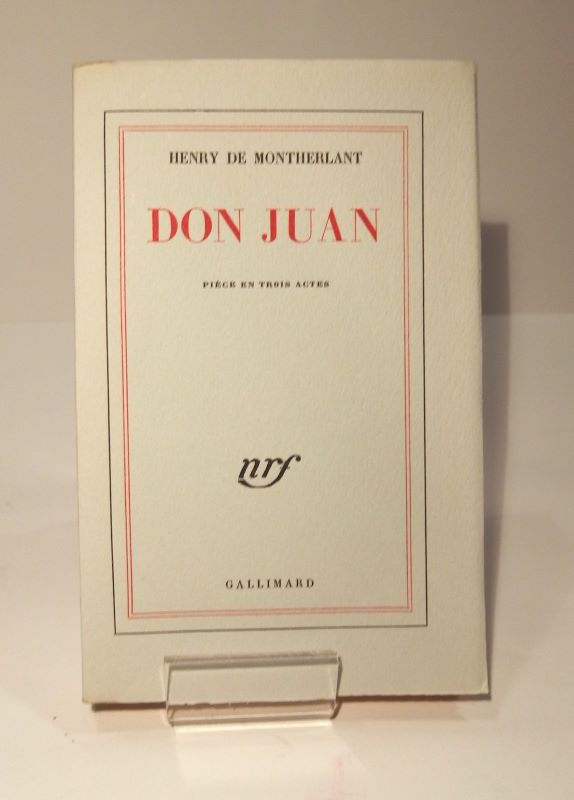 HENRY DE MONTHERLANT
DON JUAN
PIÈCE EN TROIS ACTES
nrf
GALLIMARD